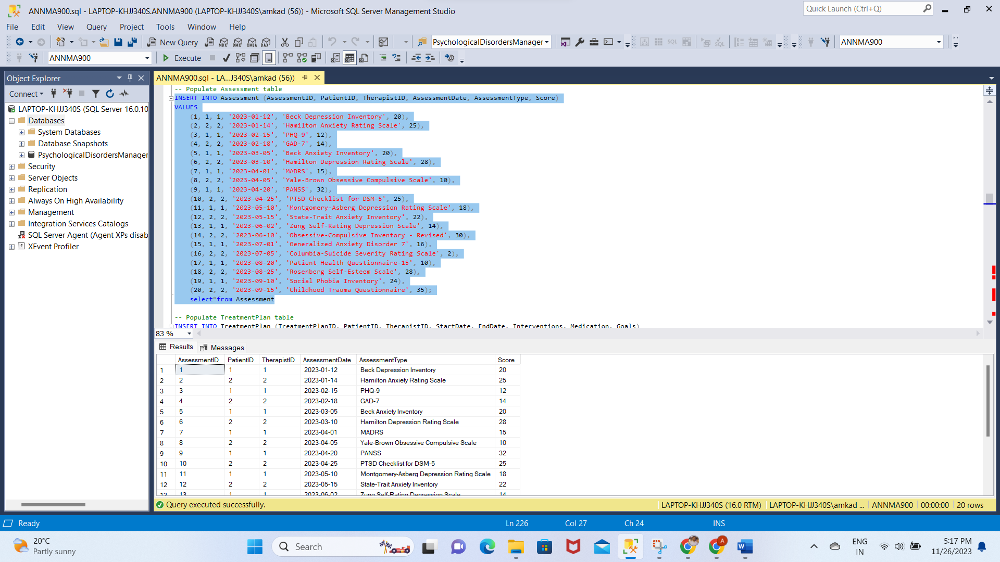 ANNMA900.sql - LAPTOP-KHJJ340S.ANNMA900 (LAPTOP-KHJJ340S\amkad (56)) - Microsoft SQL Server Management Studio
Quick Launch (Ctrl+Q)
File Edit View Query Project Tools Window Help
New Query
MDX DMX XMLA DAX
PsychologicalDisordersManager
SQL
ANNMA900
ANNMA900
Execute
Object Explorer
Connect
LAPTOP-KHJJ340S (SQL Server 16.0.10
Databases
System Databases
Database Snapshots
PsychologicalDisordersManager
Security
Server Objects
Replication
Always On High Availability
Management
Integration Services Catalogs
SQL Server Agent (Agent XPs disab
XEvent Profiler
ANNMA900.sql - LA...J340S\amkad (56))
-- Populate Assessment table
INSERT INTO Assessment (AssessmentID, PatientID, TherapistID, AssessmentDate, AssessmentType, Score)
VALUES
(1, 1, 1, '2023-01-12', 'Beck Depression Inventory', 20),
(2, 2, 2, '2023-01-14', 'Hamilton Anxiety Rating Scale', 25),
(3, 1, 1, '2023-02-15', 'PHQ-9', 12),
(4, 2, 2, '2023-02-18', 'GAD-7', 14),
(5, 1, 1, '2023-03-05', 'Beck Anxiety Inventory', 20),
(6, 2, 2, '2023-03-10', 'Hamilton Depression Rating Scale', 28),
(7, 1, 1, '2023-04-01', 'MADRS', 15),
(8, 2, 2, '2023-04-05', 'Yale-Brown Obsessive Compulsive Scale', 10),
(9, 1, 1, '2023-04-20', 'PANSS', 32),
(10, 2, 2, '2023-04-25', 'PTSD Checklist for DSM-5', 25),
(11, 1, 1, '2023-05-10', 'Montgomery-Asberg Depression Rating Scale', 18),
(12, 2, 2, '2023-05-15', 'State-Trait Anxiety Inventory', 22),
(13, 1, 1, '2023-06-02', 'Zung Self-Rating Depression Scale', 14),
(14, 2, 2, '2023-06-10', 'Obsessive-Compulsive Inventory - Revised', 30),
(15, 1, 1, '2023-07-01', 'Generalized Anxiety Disorder 7', 16),
(16, 2, 2, '2023-07-05', 'Columbia-Suicide Severity Rating Scale', 2),
(17, 1, 1, '2023-08-20', 'Patient Health Questionnaire-15', 10),
(18, 2, 2, '2023-08-25', 'Rosenberg Self-Esteem Scale', 28),
(19, 1, 1, '2023-09-10', 'Social Phobia Inventory', 24),
(20, 2, 2, '2023-09-15', 'Childhood Trauma Questionnaire', 35);
select*from Assessment
-- Populate TreatmentPlan table
INSERT INTO TreatmentPlan (TreatmentPlanID, PatientID, TherapistID, StartDate, EndDate, Interventions, Medication, Goals)
83 %
Results Messages
AssessmentID PatientID TherapistID AssessmentDate AssessmentType Score
1 1 1 1 2023-01-12 Beck Depression Inventory 20
2 2 2 2 2023-01-14 Hamilton Anxiety Rating Scale 25
3 3 1 1 2023-02-15 PHQ-9 12
4 4 2 2 2023-02-18 GAD-7 14
5 5 1 1 2023-03-05 Beck Anxiety Inventory 20
6 6 2 2 2023-03-10 Hamilton Depression Rating Scale 28
7 7 1 1 2023-04-01 MADRS 15
8 8 2 2 2023-04-05 Yale-Brown Obsessive Compulsive Scale 10
9 9 1 1 2023-04-20 PANSS 32
10 10 2 2 2023-04-25 PTSD Checklist for DSM-5 25
11 11 1 1 2023-05-10 Montgomery-Asberg Depression Rating Scale 18
12 12 2 2 2023-05-15 State-Trait Anxiety Inventory 22
13 13 1 1 2023-06-02 Zung Self-Rating Depression Scale 14
Query executed successfully.
LAPTOP-KHJJ340S (16.0 RTM) LAPTOP-KHJJ340S\amkad ... ANNMA900 00:00:00 20 rows
Ready Ln 226 Col 27 Ch 24 INS
20°C
Partly sunny
Search
A
W
ENG
IN
5:17 PM
11/26/2023